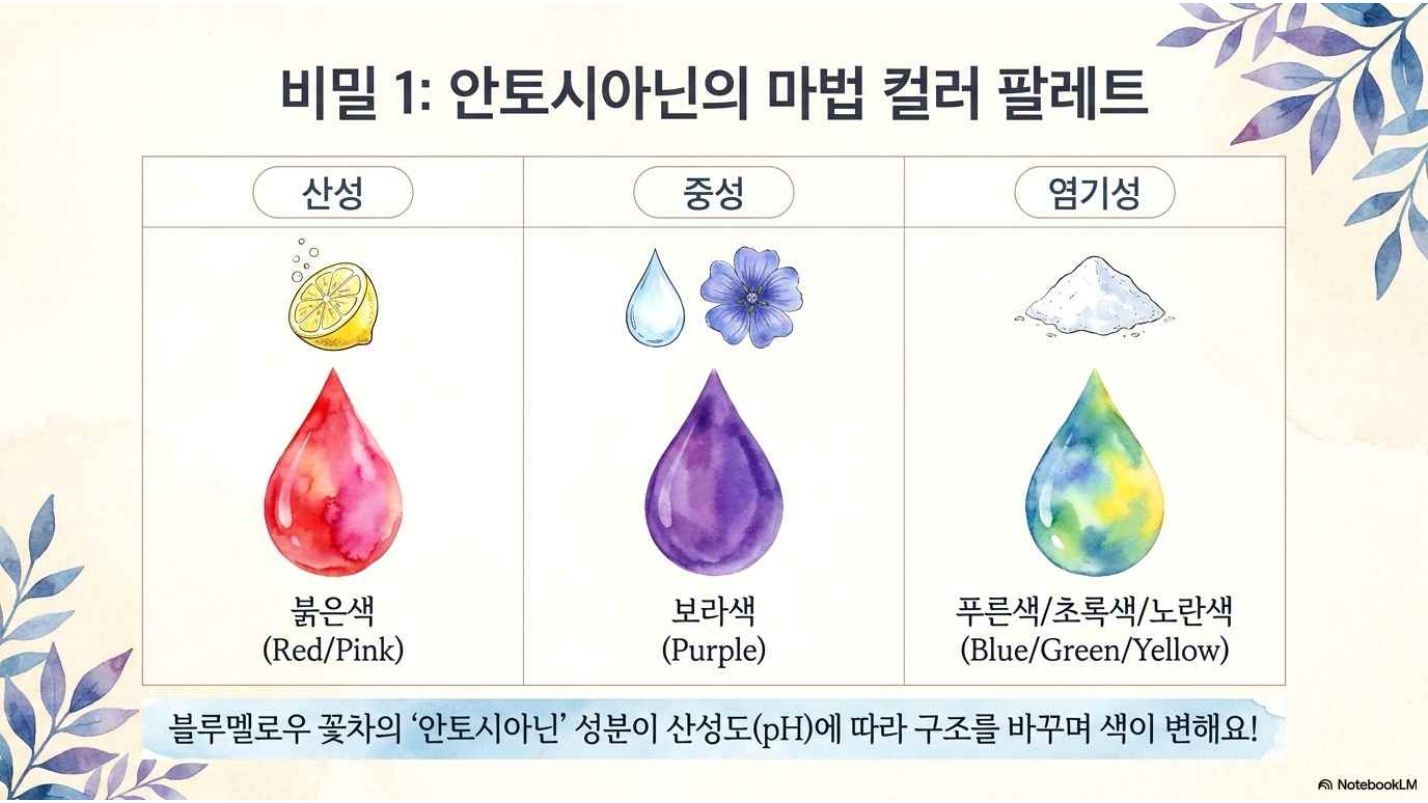 비밀 1: 안토시아닌의 마법 컬러 팔레트
산성
중성
염기성
붉은색
(Red/Pink)
보라색
(Purple)
푸른색/초록색/노란색
(Blue/Green/Yellow)
블루멜로우 꽃차의 ‘안토시아닌’ 성분이 산성도(pH)에 따라 구조를 바꾸며 색이 변해요!
NotebookLM